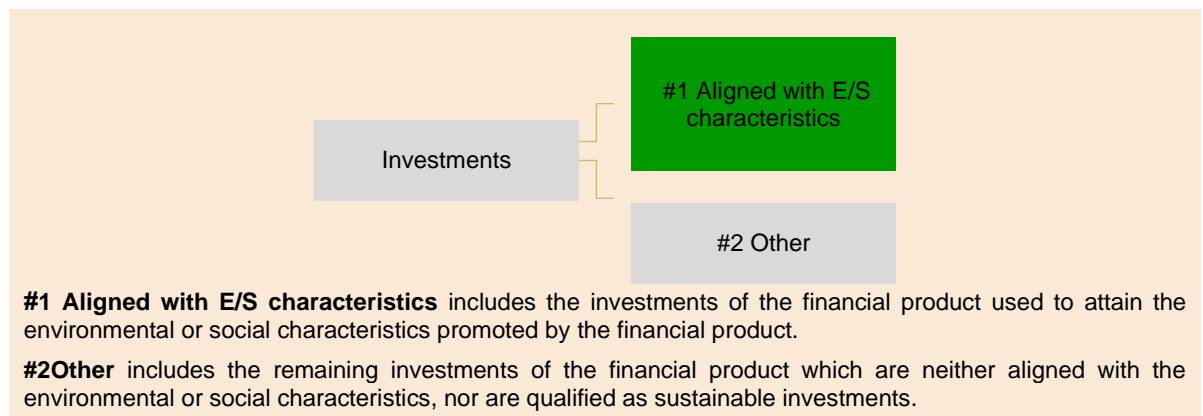 #1 Aligned with E/S
characteristics
Investments
#2 Other
#1 Aligned with E/S characteristics includes the investments of the financial product used to attain the
environmental or social characteristics promoted by the financial product.
#2Other includes the remaining investments of the financial product which are neither aligned with the
environmental or social characteristics, nor are qualified as sustainable investments.